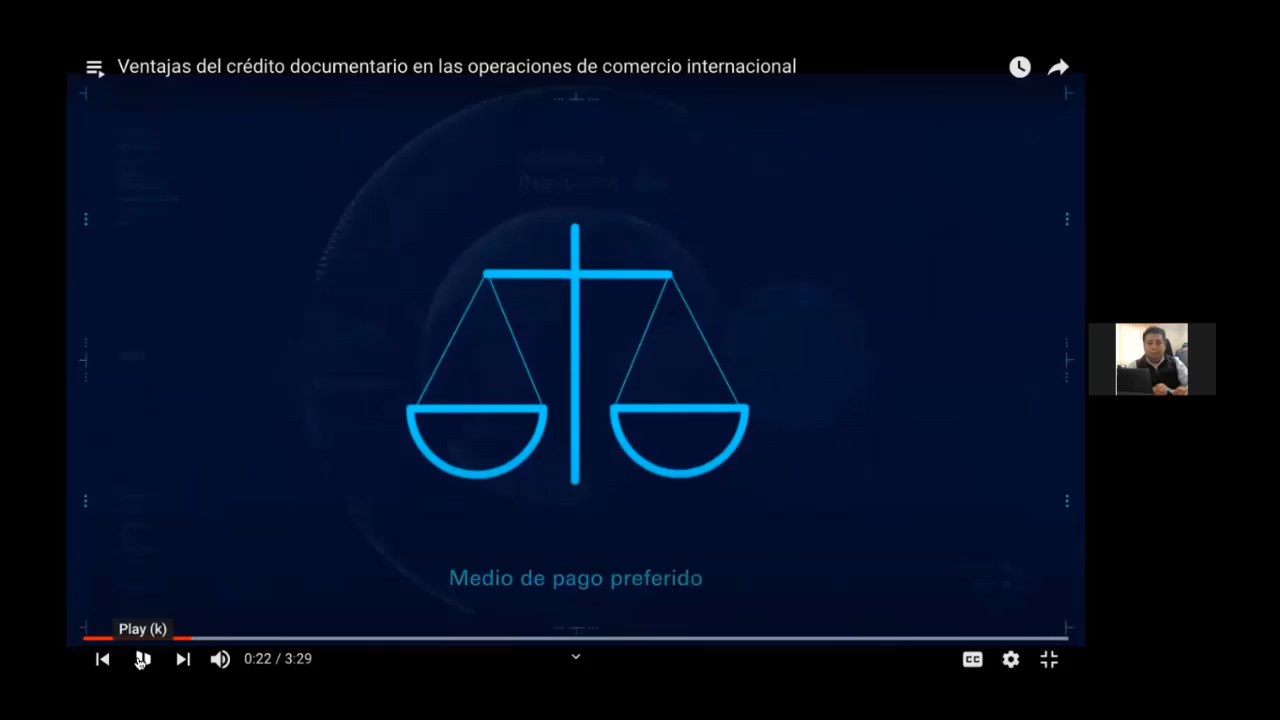 Ventajas del crédito documentario en las operaciones de comercio internacional
Medio de pago preferido
Play (k)
0:22 / 3:29
CC